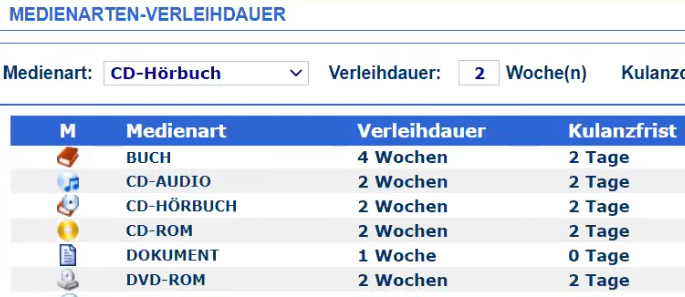 MEDIENARTEN-VERLEIHDAUER
Medienart: CD-Hörbuch Verleihdauer: 2 Woche(n)
M Medienart Verleihdauer Kulanzfrist
BUCH 4 Wochen 2 Tage
CD-AUDIO 2 Wochen 2 Tage
CD-HÖRBUCH 2 Wochen 2 Tage
CD-ROM 2 Wochen 2 Tage
DOKUMENT 1 Woche 0 Tage
DVD-ROM 2 Wochen 2 Tage